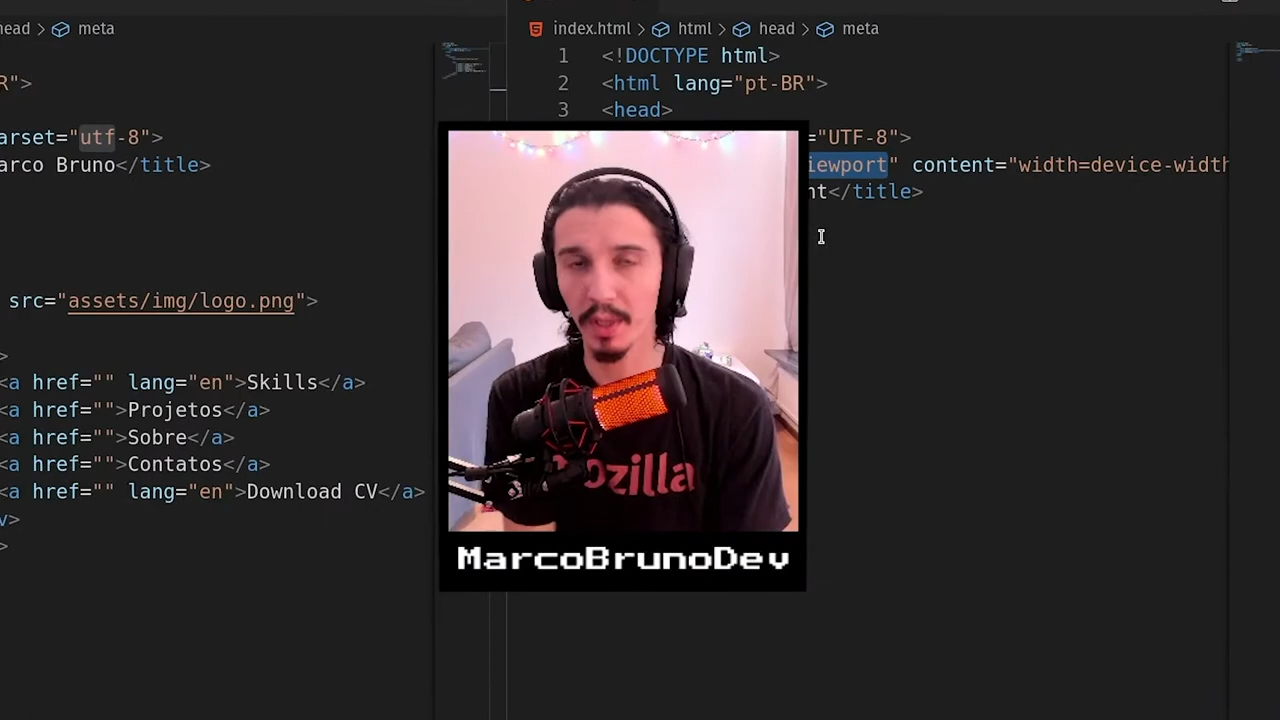 ead > meta
R">
arset="utf-8">
arco Bruno</title>
src="assets/img/logo.png">
>
<a href="" lang="en">Skills</a>
<a href="">Projetos</a>
<a href="">Sobre</a>
<a href="">Contatos</a>
<a href="" lang="en">Download CV</a>
v>
>
index.html > html > head > meta
1 <!DOCTYPE html>
2 <html lang="pt-BR">
3 <head>
="UTF-8">
iewport" content="width=device-width
nt</title>
ozilla
MarcoBrunoDev